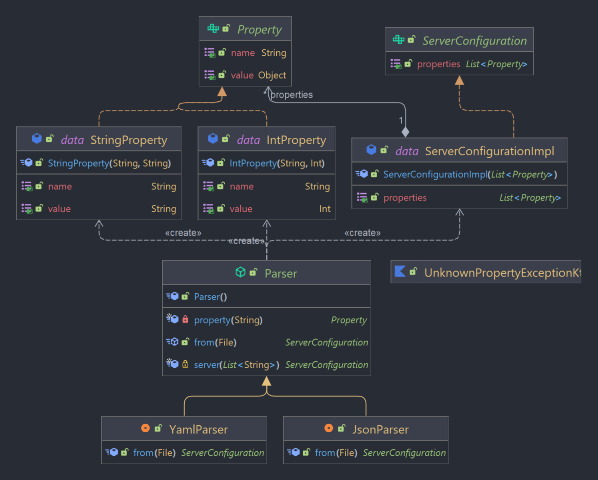 Property
name String
value Object
ServerConfiguration
properties List<Property>
properties
1
data StringProperty
StringProperty(String, String)
name String
value String
data IntProperty
IntProperty(String, Int)
name String
value Int
data ServerConfigurationImpl
ServerConfigurationImpl(List<Property>)
properties List<Property>
«create»
«create»
«create»
Parser
Parser()
property(String) Property
from(File) ServerConfiguration
server(List<String>) ServerConfiguration
UnknownPropertyExceptionKt
YamlParser
from(File) ServerConfiguration
JsonParser
from(File) ServerConfiguration